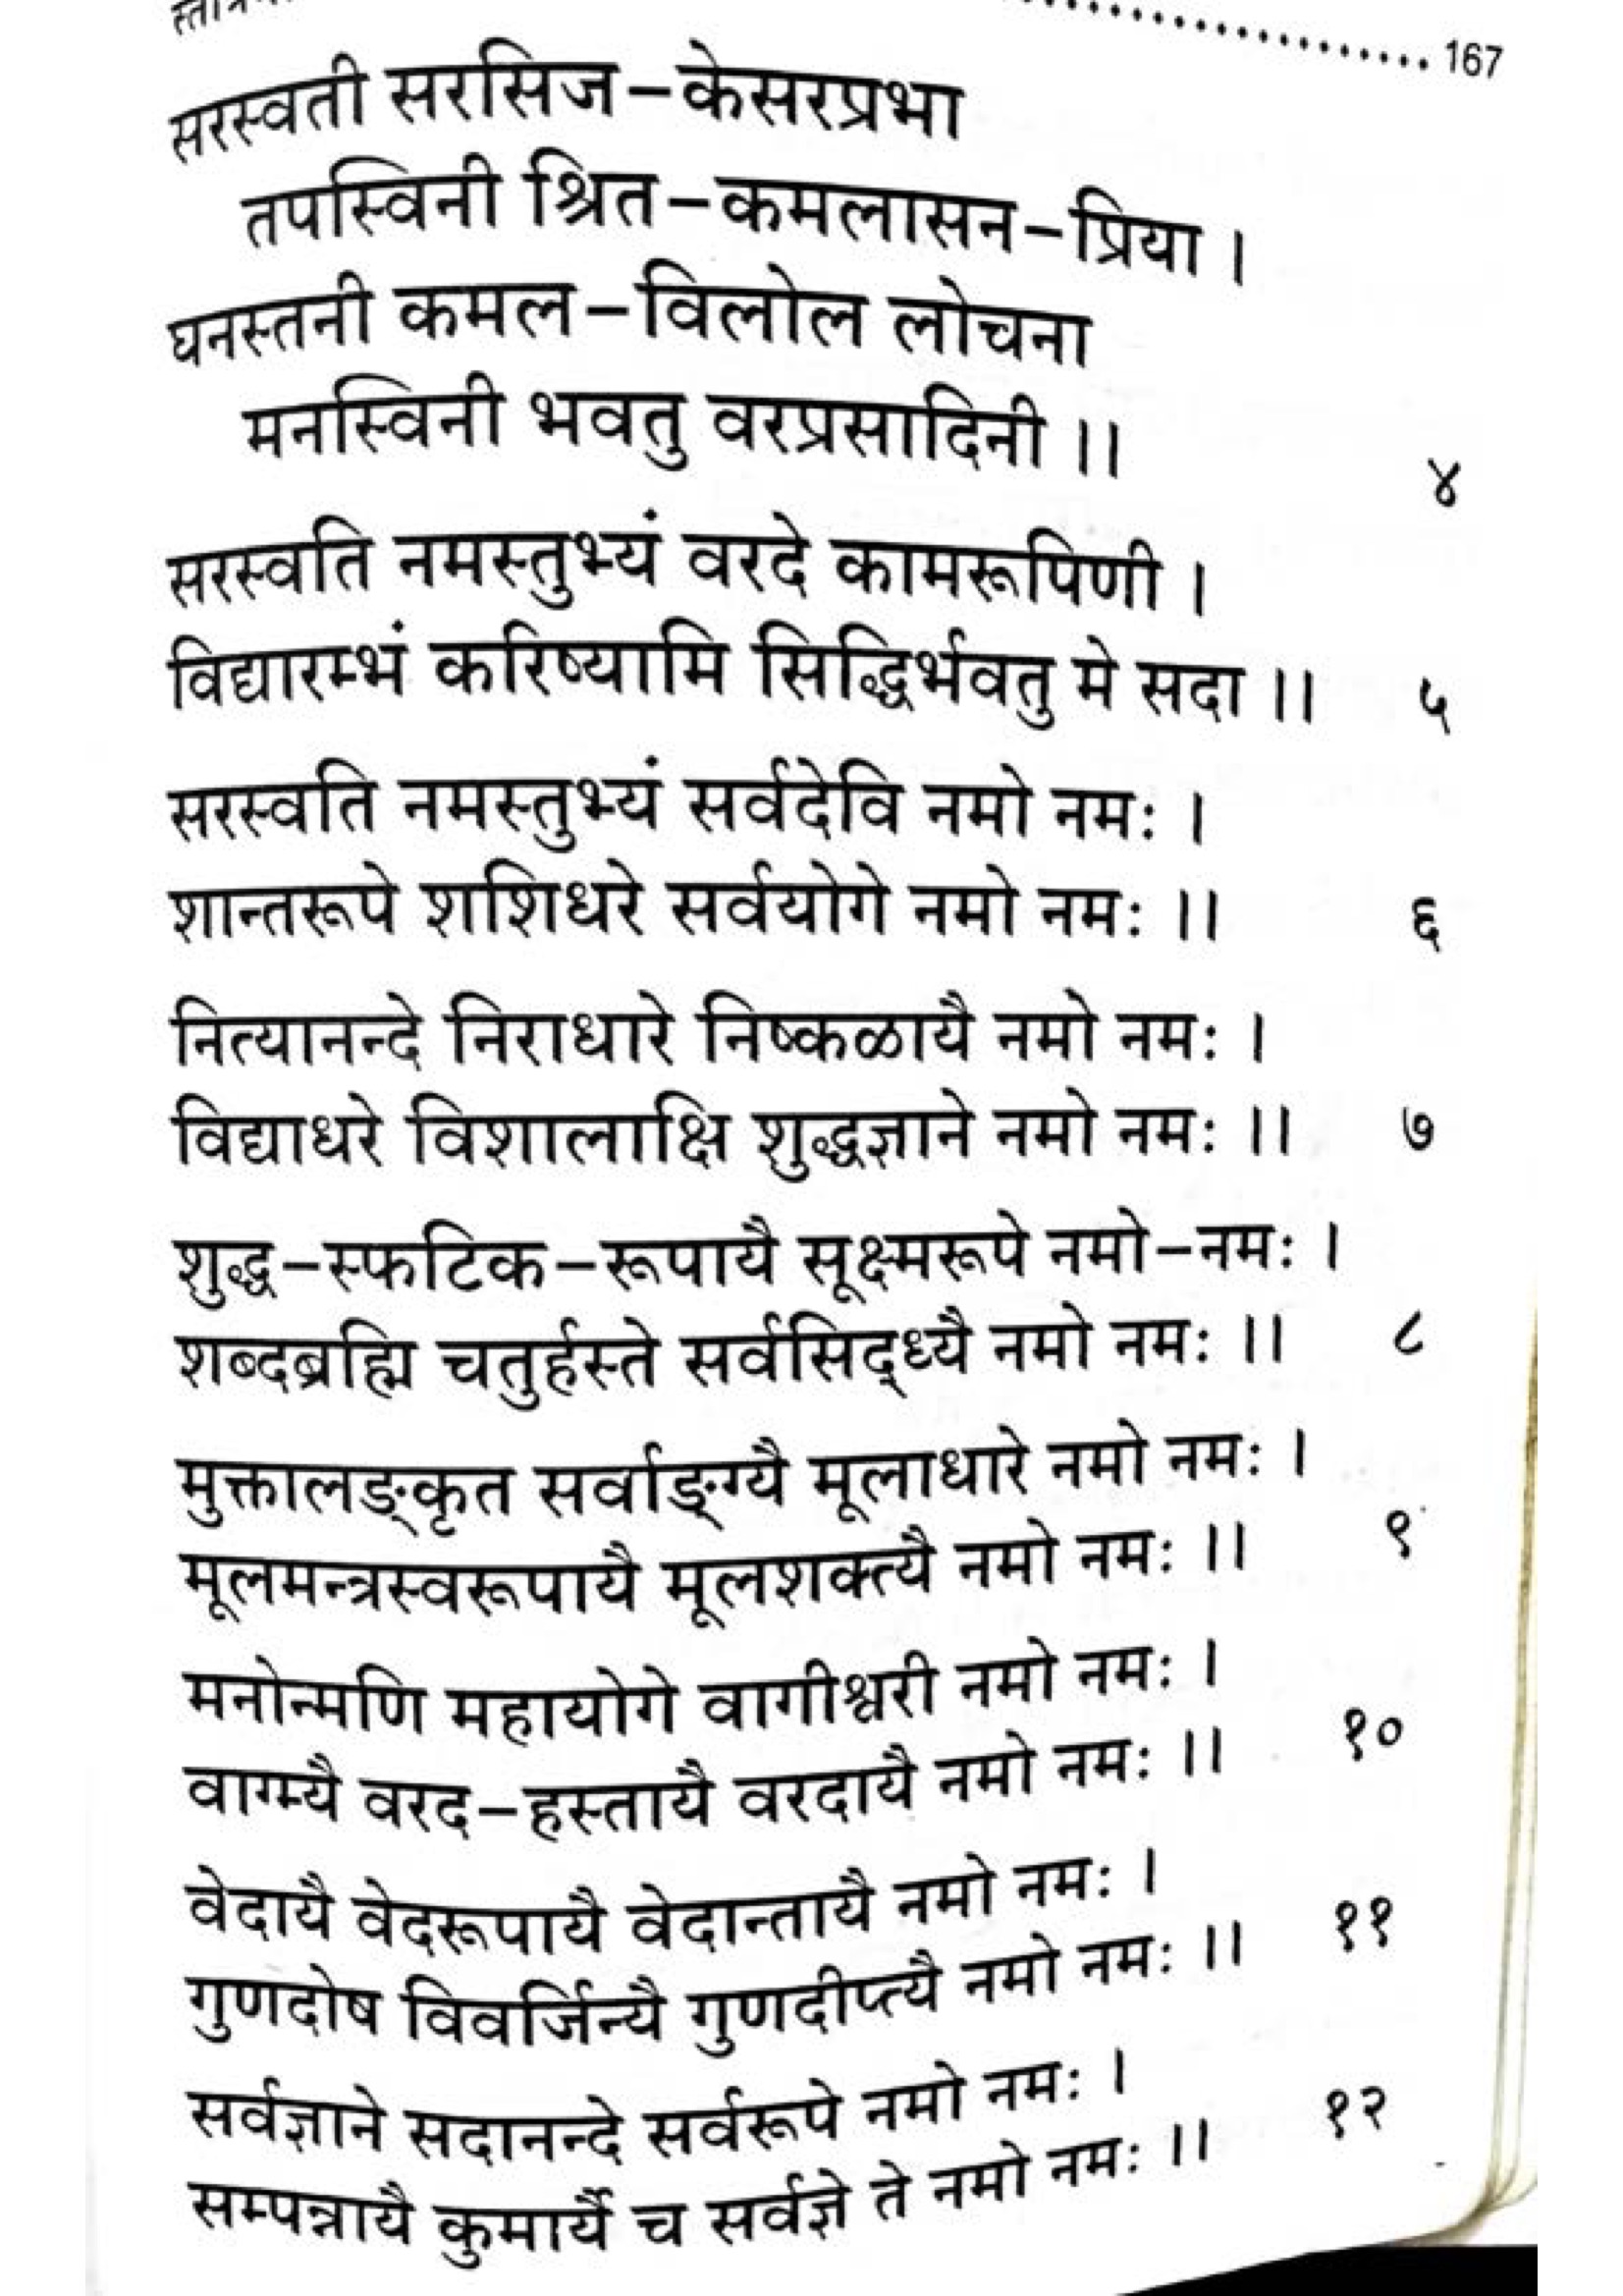 167
सरस्वती सरसिज-केसरप्रभा
तपस्विनी श्रित-कमलासन-प्रिया ।
घनस्तनी कमल-विलोल लोचना
मनस्विनी भवतु वरप्रसादिनी ।। ४
सरस्वति नमस्तुभ्यं वरदे कामरूपिणी ।
विद्यारम्भं करिष्यामि सिद्धिर्भवतु मे सदा ।। ५
सरस्वति नमस्तुभ्यं सर्वदेवि नमो नमः ।
शान्तरूपे शशिधरे सर्वयोगे नमो नमः ।। ६
नित्यानन्दे निराधारे निष्कळायै नमो नमः ।
विद्याधरे विशालाक्षि शुद्धज्ञाने नमो नमः ।। ७
शुद्ध-स्फटिक-रूपायै सूक्ष्मरूपे नमो-नमः ।
शब्दब्रह्मि चतुर्हस्ते सर्वसिद्ध्यै नमो नमः ।। ८
मुक्तालङ्कृत सर्वाङ्ग्यै मूलाधारे नमो नमः ।
मूलमन्त्रस्वरूपायै मूलशक्त्यै नमो नमः ।। ९
मनोन्मणि महायोगे वागीश्वरी नमो नमः ।
वाग्म्यै वरद-हस्तायै वरदायै नमो नमः ।। १०
वेदायै वेदरूपायै वेदान्तायै नमो नमः ।
गुणदोष विवर्जिन्यै गुणदीप्त्यै नमो नमः ।। ११
सर्वज्ञाने सदानन्दे सर्वरूपे नमो नमः ।
सम्पन्नायै कुमार्यै च सर्वज्ञे ते नमो नमः ।। १२